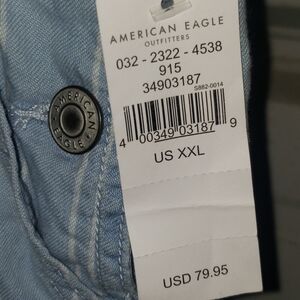 AMERICAN EAGLE
OUTFITTERS
032 - 2322 - 4538
915
34903187
S882-0014
4 00349 03187 9
US XXL
USD 79.95
AMERICAN
EAGLE